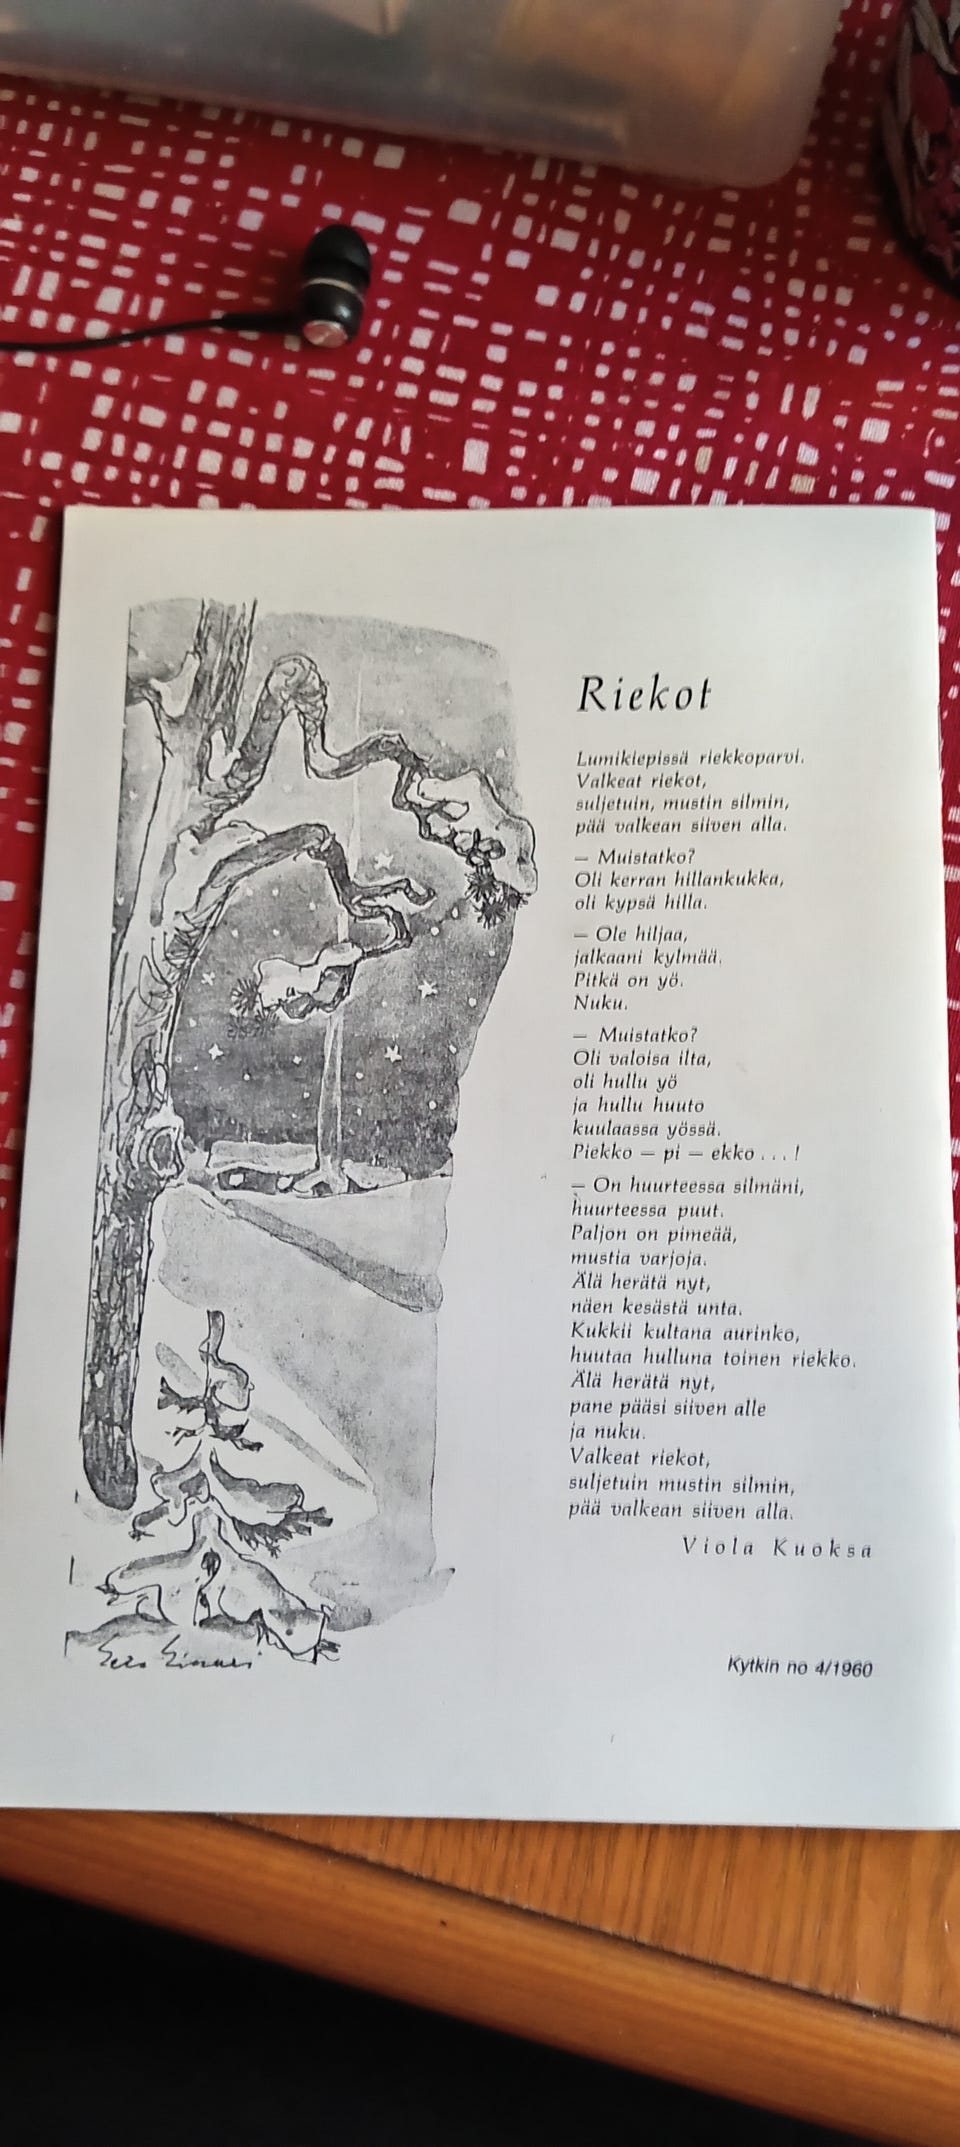 Riekot
Lumikiepissä riekkoparvi.
Valkeat riekot,
suljetuin, mustin silmin,
pää valkean siiven alla.
— Muistatko?
Oli kerran hillankukka,
oli kypsä hilla.
— Ole hiljaa,
jalkaani kylmää.
Pitkä on yö.
Nuku.
— Muistatko?
Oli valoisa ilta,
oli hullu yö
ja hullu huuto
kuulaassa yössä.
Piekko — pi — ekko . . . !
— On huurteessa silmäni,
huurteessa puut.
Paljon on pimeää,
mustia varjoja.
Älä herätä nyt,
näen kesästä unta.
Kukkii kultana aurinko,
huutaa hulluna toinen riekko.
Älä herätä nyt,
pane pääsi siiven alle
ja nuku.
Valkeat riekot,
suljetuin mustin silmin,
pää valkean siiven alla.
Viola Kuoksa
Kytkin no 4/1960